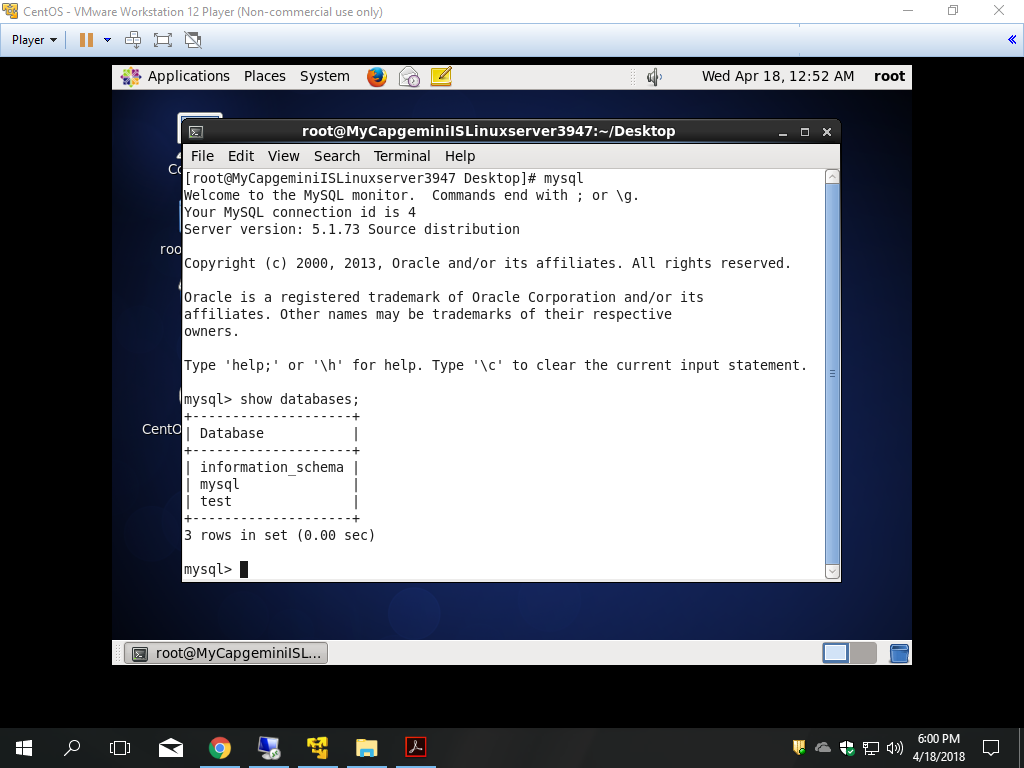 CentOS - VMware Workstation 12 Player (Non-commercial use only)
Player
Applications Places System Wed Apr 18, 12:52 AM root
root@MyCapgeminiISLinuxserver3947:~/Desktop
File Edit View Search Terminal Help
[root@MyCapgeminiISLinuxserver3947 Desktop]# mysql
Welcome to the MySQL monitor.  Commands end with ; or \g.
Your MySQL connection id is 4
Server version: 5.1.73 Source distribution
Copyright (c) 2000, 2013, Oracle and/or its affiliates. All rights reserved.
Oracle is a registered trademark of Oracle Corporation and/or its
affiliates. Other names may be trademarks of their respective
owners.
Type 'help;' or '\h' for help. Type '\c' to clear the current input statement.
mysql> show databases;
+--------------------+
| Database           |
+--------------------+
| information_schema |
| mysql              |
| test               |
+--------------------+
3 rows in set (0.00 sec)
mysql>
Co
roo
CentO
root@MyCapgeminiISL...
6:00 PM
4/18/2018